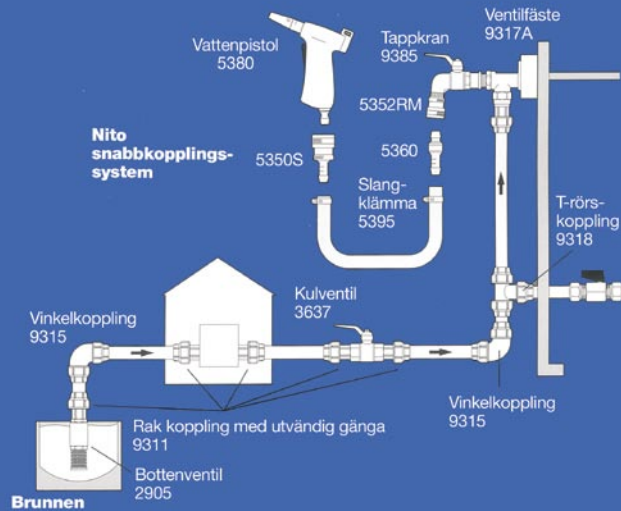 Ventilfäste
9317A
Vattenpistol
5380
Tappkran
9385
5352RM
Nito
snabbkopplings-
system
5350S
5360
Slang-
klämma
5395
T-rörs-
koppling
9318
Kulventil
3637
Vinkelkoppling
9315
Vinkelkoppling
9315
Rak koppling med utvändig gänga
9311
Bottenventil
2905
Brunnen